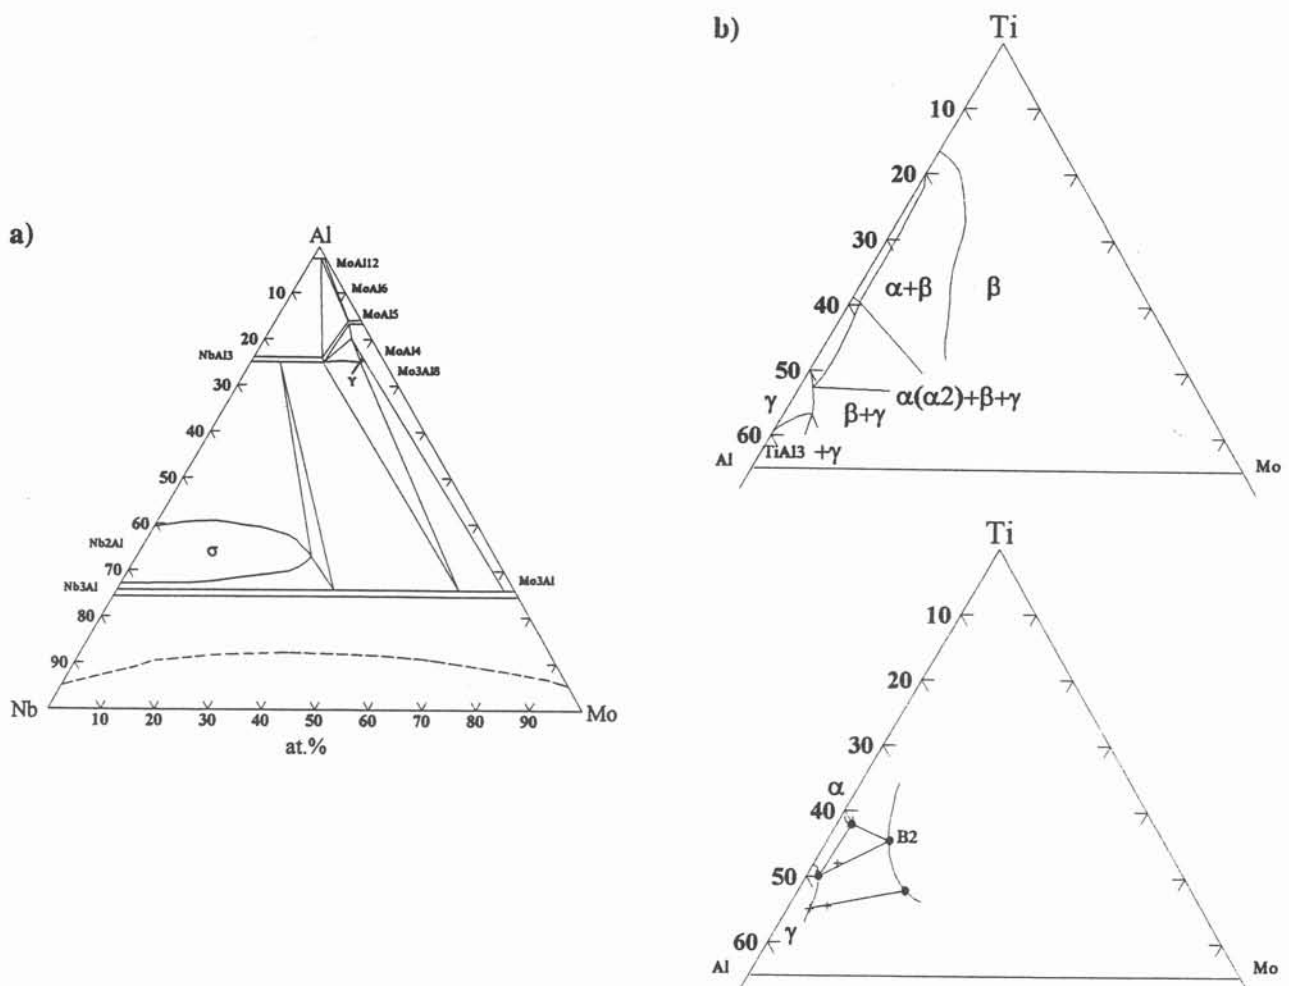 a)
Al
MoAl12
10
MoAl6
MoAl5
20
NbAl3
MoAl4
Mo3Al8
γ
30
40
50
60
Nb2Al
σ
70
Nb3Al
Mo3Al
80
90
Nb
Mo
10 20 30 40 50 60 70 80 90
at.%
b)
Ti
10
20
30
α+β
β
40
50
γ
β+γ
α(α2)+β+γ
60
TiAl3 +γ
Al
Mo
Ti
10
20
30
α
40
B2
50
γ
60
Al
Mo